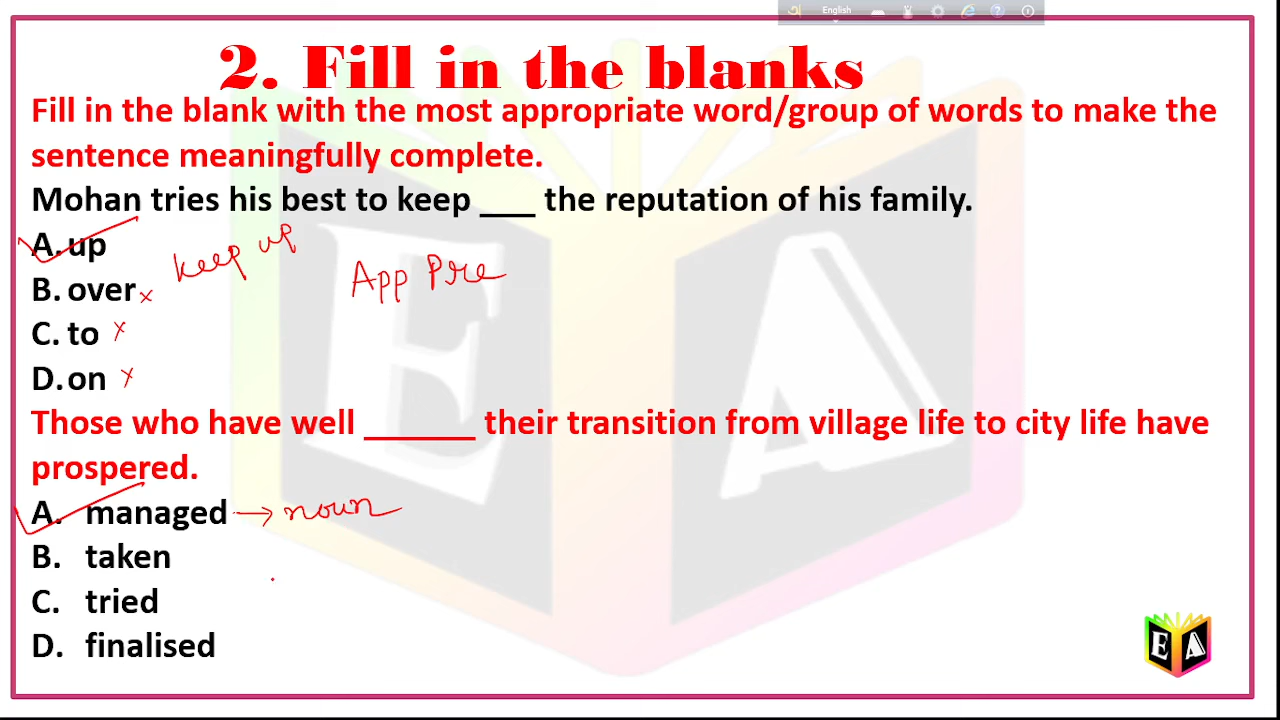 English
2. Fill in the blanks
Fill in the blank with the most appropriate word/group of words to make the
sentence meaningfully complete.
Mohan tries his best to keep ___ the reputation of his family.
A. up
keep up
App Pre
B. over x
C. to x
D. on x
Those who have well ______ their transition from village life to city life have
prospered.
A. managed → noun
B. taken
C. tried
D. finalised
E A